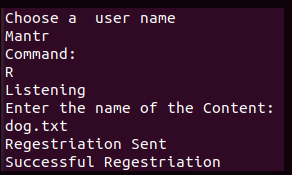 Choose a  user name
Mantr
Command:
R
Listening
Enter the name of the Content:
dog.txt
Regestriation Sent
Successful Regestriation